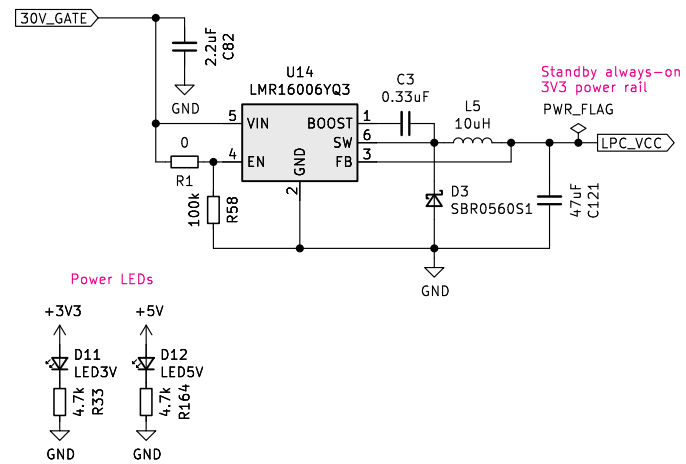 30V_GATE
2.2uF
C82
GND
U14
LMR16006YQ3
5
VIN
BOOST
1
SW
6
FB
3
4
EN
GND
2
0
R1
100k
R58
C3
0.33uF
L5
10uH
Standby always-on
3V3 power rail
PWR_FLAG
LPC_VCC
D3
SBR0560S1
47uF
C121
GND
Power LEDs
+3V3
D11
LED3V
4.7k
R33
GND
+5V
D12
LED5V
4.7k
R164
GND